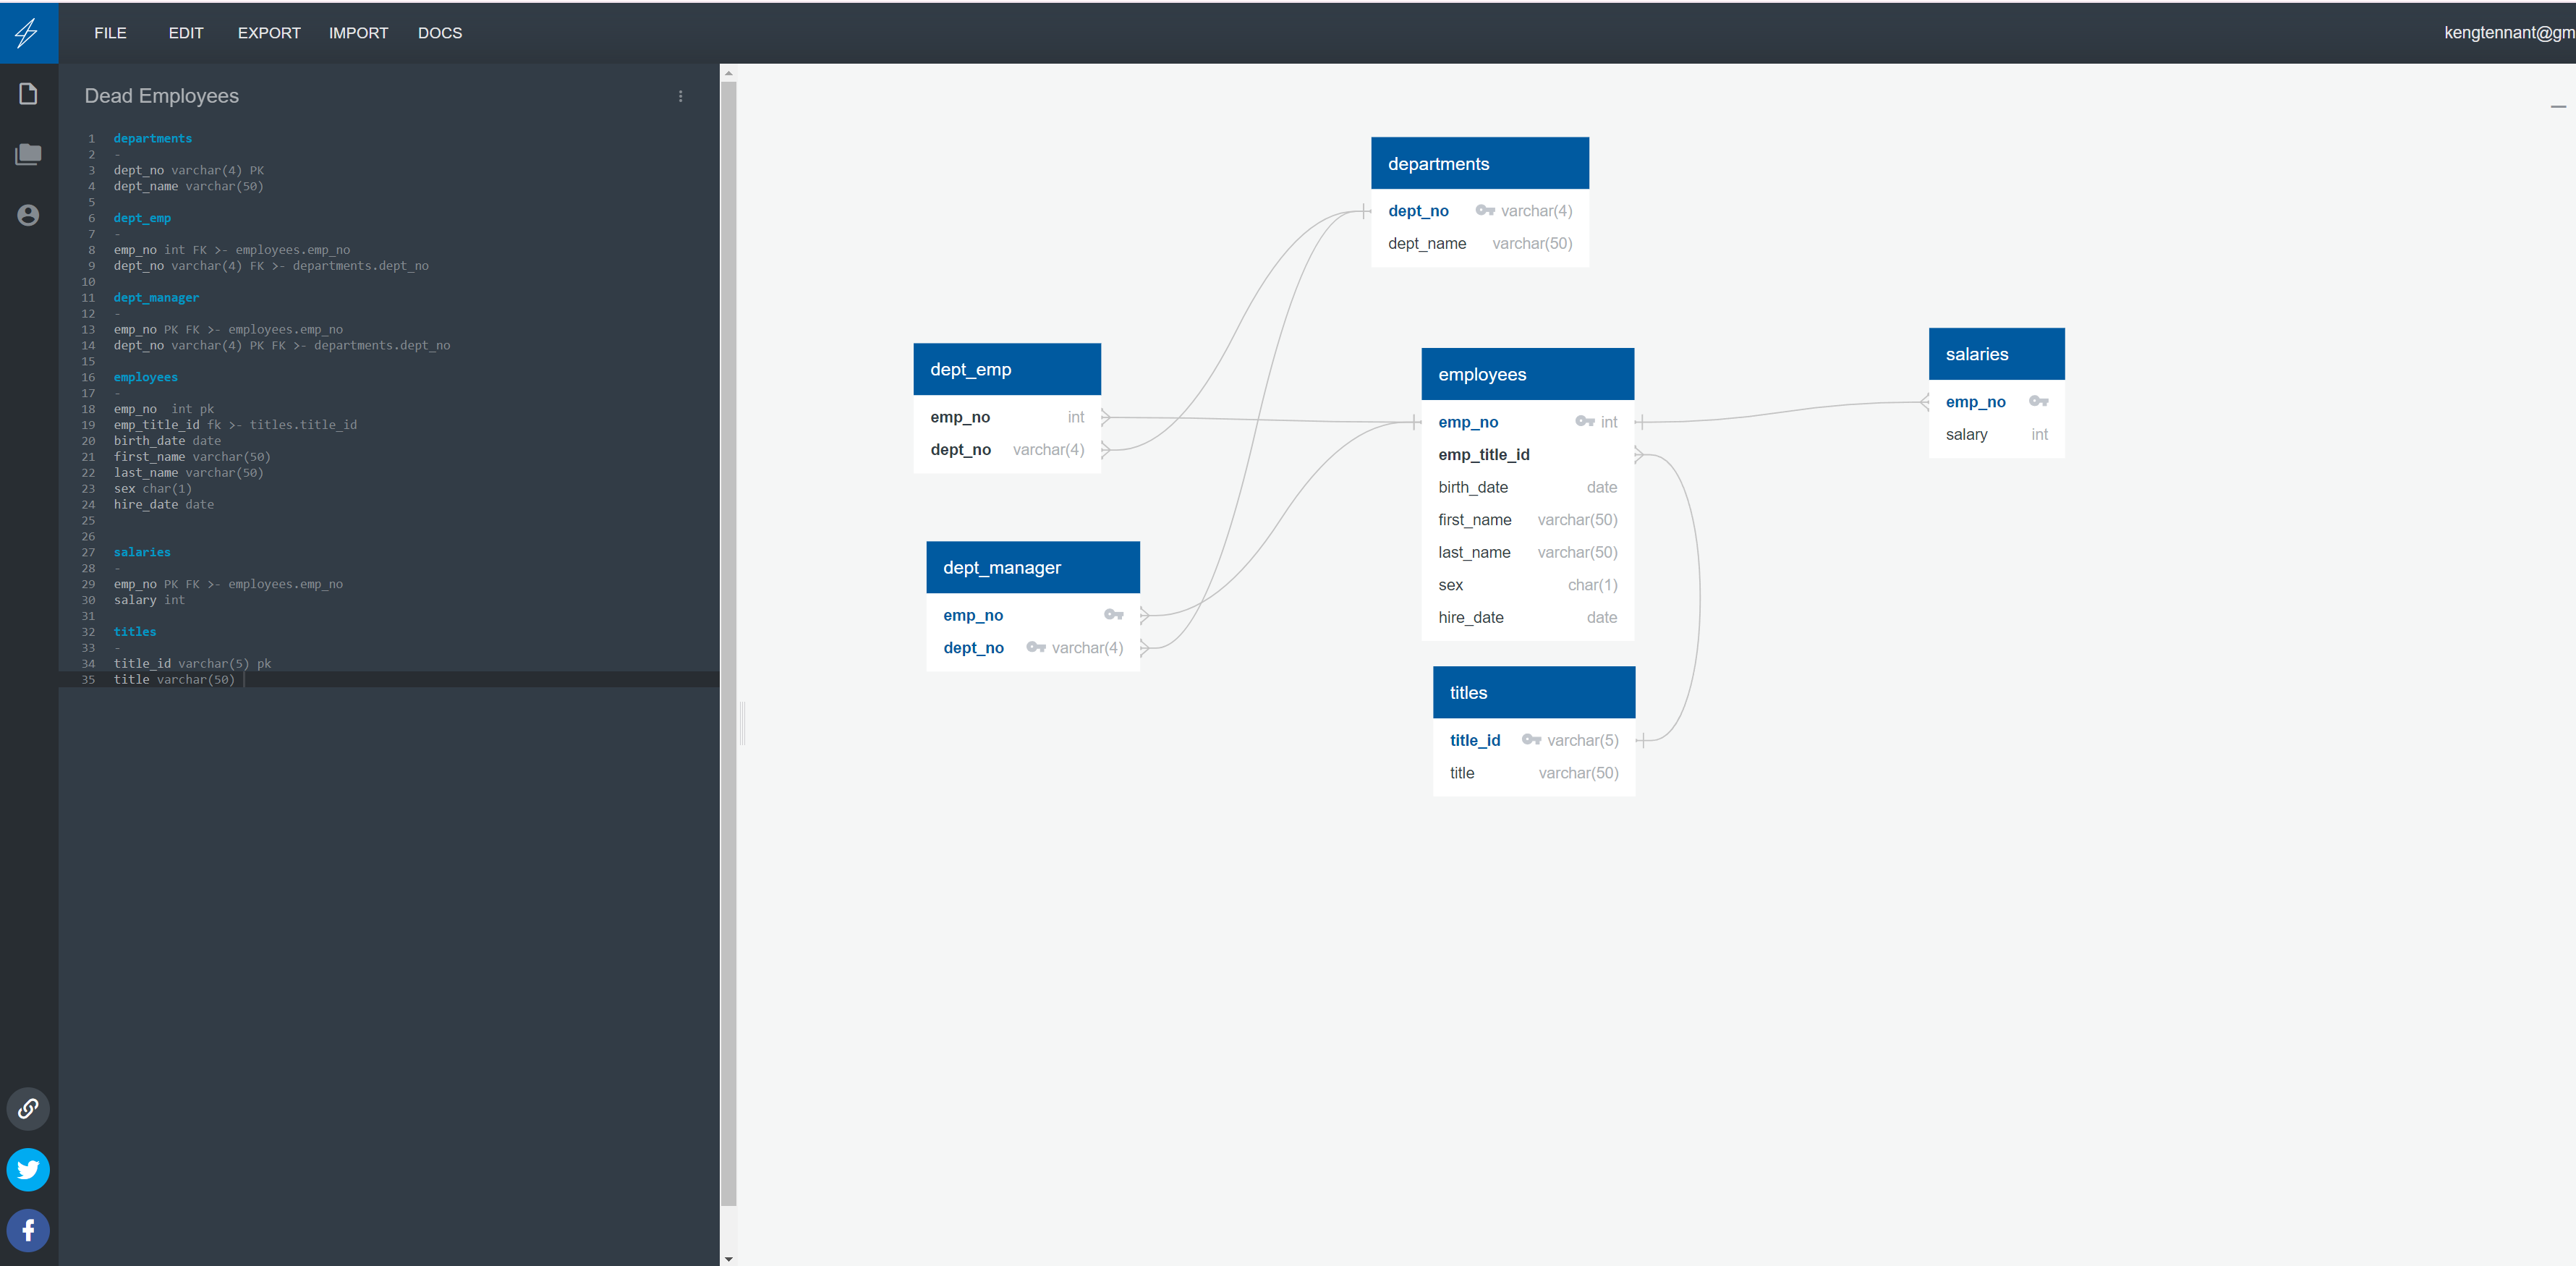 FILE EDIT EXPORT IMPORT DOCS kengtennant@gm
Dead Employees
1 departments
2 -
3 dept_no varchar(4) PK
4 dept_name varchar(50)
5
6 dept_emp
7 -
8 emp_no int FK >- employees.emp_no
9 dept_no varchar(4) FK >- departments.dept_no
10
11 dept_manager
12 -
13 emp_no PK FK >- employees.emp_no
14 dept_no varchar(4) PK FK >- departments.dept_no
15
16 employees
17 -
18 emp_no  int pk
19 emp_title_id fk >- titles.title_id
20 birth_date date
21 first_name varchar(50)
22 last_name varchar(50)
23 sex char(1)
24 hire_date date
25
26
27 salaries
28 -
29 emp_no PK FK >- employees.emp_no
30 salary int
31
32 titles
33 -
34 title_id varchar(5) pk
35 title varchar(50)
departments
dept_no varchar(4)
dept_name varchar(50)
dept_emp
emp_no int
dept_no varchar(4)
dept_manager
emp_no
dept_no varchar(4)
employees
emp_no int
emp_title_id
birth_date date
first_name varchar(50)
last_name varchar(50)
sex char(1)
hire_date date
titles
title_id varchar(5)
title varchar(50)
salaries
emp_no
salary int